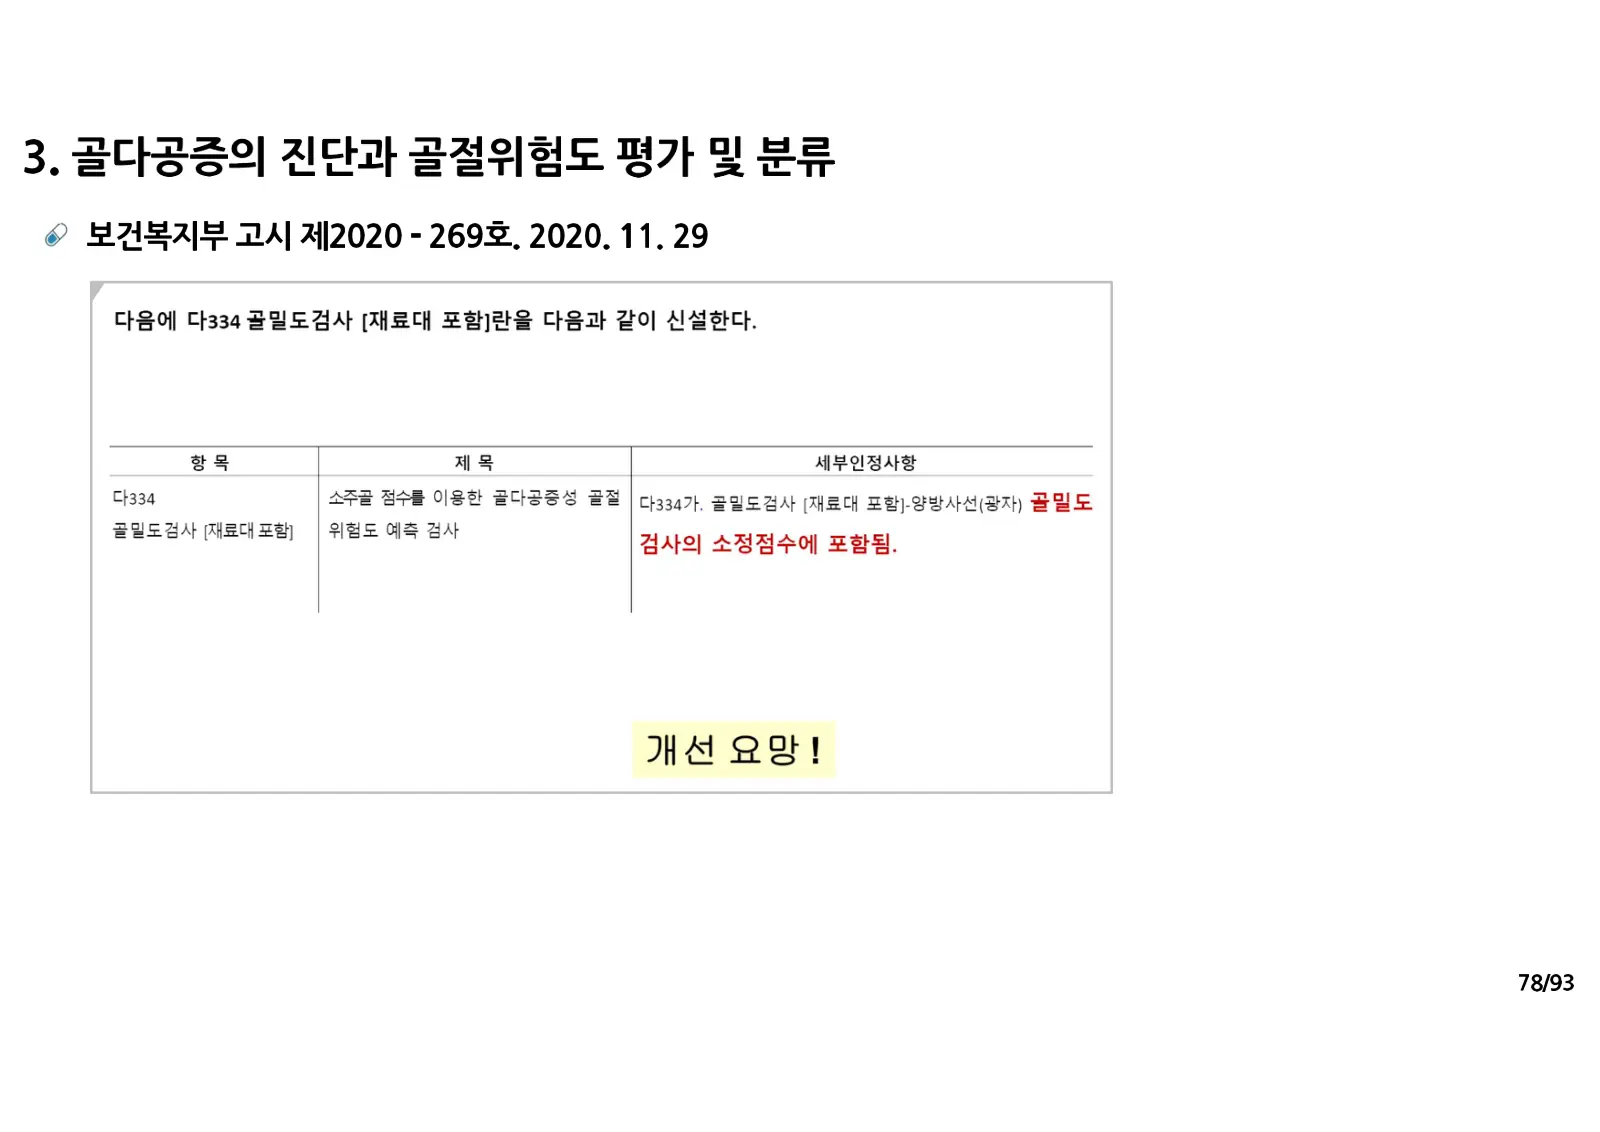 3. 골다공증의 진단과 골절위험도 평가 및 분류
보건복지부 고시 제2020 - 269호. 2020. 11. 29
다음에 다334 골밀도검사 [재료대 포함]란을 다음과 같이 신설한다.
항 목
제 목
세부인정사항
다334
골밀도검사 [재료대 포함]
소주골 점수를 이용한 골다공증성 골절
위험도 예측 검사
다334가. 골밀도검사 [재료대 포함]-양방사선(광자) 골밀도
검사의 소정점수에 포함됨.
개선 요망 !
78/93